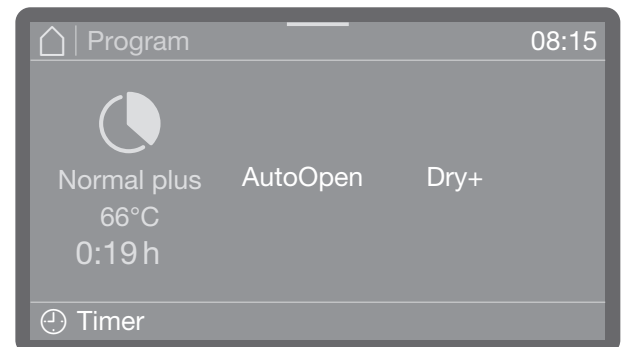 Program 08:15
Normal plus AutoOpen Dry+
66°C
0:19 h
Timer